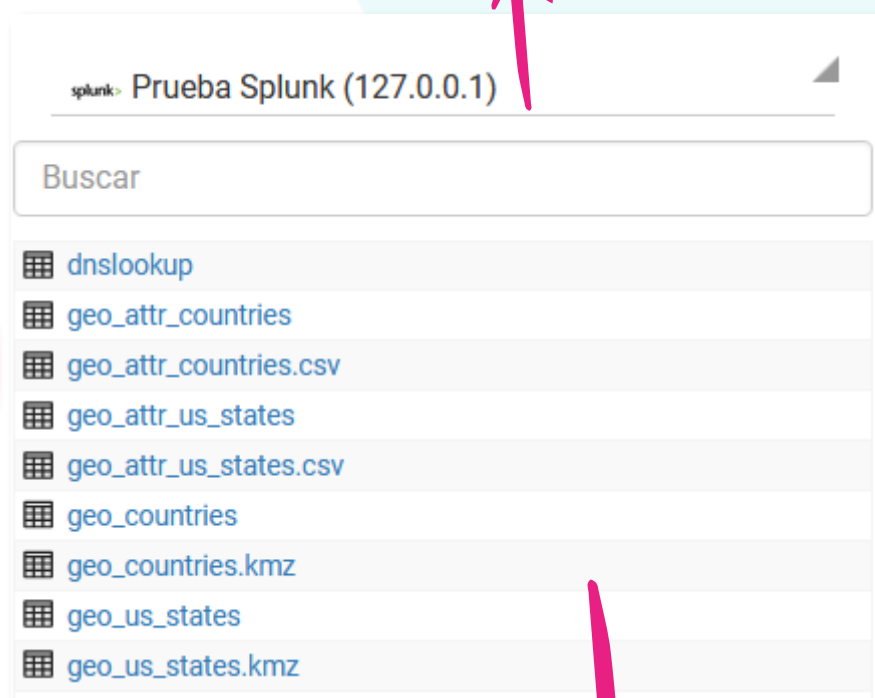 splunk> Prueba Splunk (127.0.0.1)
Buscar
dnslookup
geo_attr_countries
geo_attr_countries.csv
geo_attr_us_states
geo_attr_us_states.csv
geo_countries
geo_countries.kmz
geo_us_states
geo_us_states.kmz